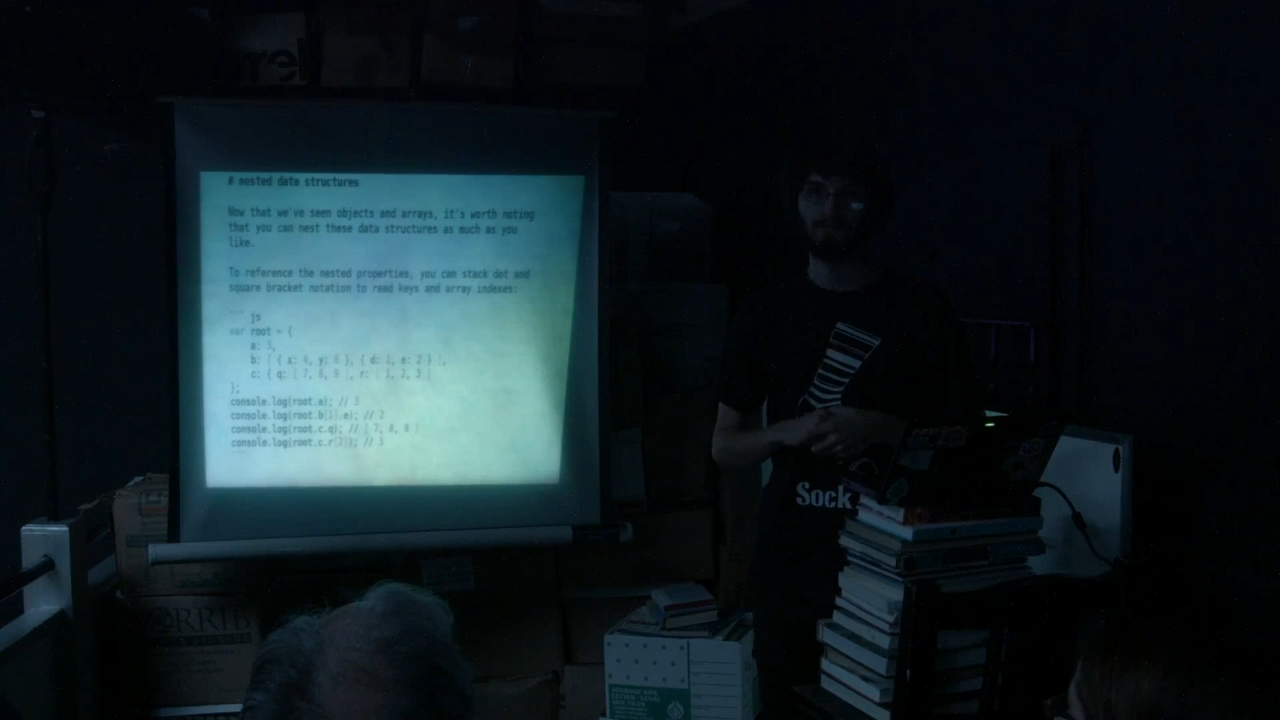 # nested data structures
Now that we've seen objects and arrays, it's worth noting
that you can nest these data structures as much as you
like.
To reference the nested properties, you can stack dot and
square bracket notation to read keys and array indexes:
``` js
var root = {
a: 3,
b: [ { x: 4, y: 6 }, { d: 1, e: 2 } ],
c: { q: [ 7, 8, 9 ], r: [ 1, 2, 3 ]
};
console.log(root.a); // 3
console.log(root.b[1].e); // 2
console.log(root.c.q); // [ 7, 8, 9 ]
console.log(root.c.r[2]); // 3
```
Sock
STORAGE BOX,